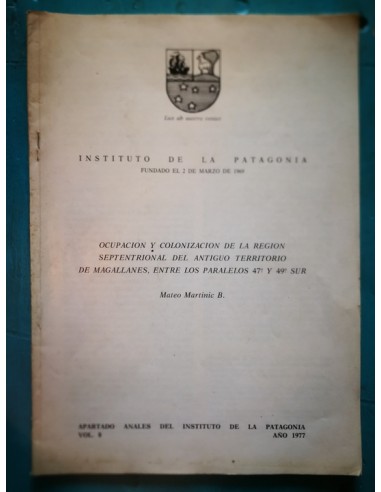 INSTITUTO DE LA PATAGONIA
FUNDADO EL 2 DE MARZO DE 1969
OCUPACION Y COLONIZACION DE LA REGION
SEPTENTRIONAL DEL ANTIGUO TERRITORIO
DE MAGALLANES, ENTRE LOS PARALELOS 47º Y 49º SUR
Mateo Martinic B.
APARTADO ANALES DEL INSTITUTO DE LA PATAGONIA
VOL. 8 AÑO 1977